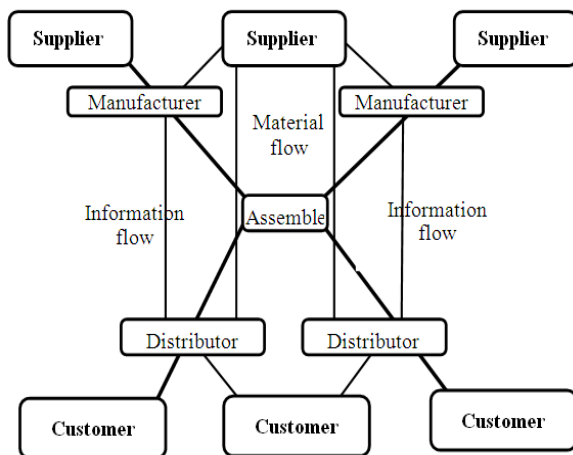 Supplier
Supplier
Supplier
Manufacturer
Manufacturer
Material
flow
Information
flow
Assemble
Information
flow
Distributor
Distributor
Customer
Customer
Customer